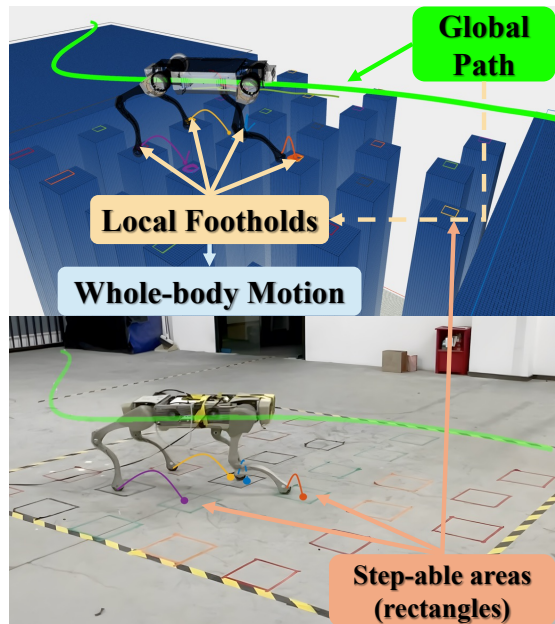 Global
Path
Local Footholds
Whole-body Motion
Step-able areas
(rectangles)